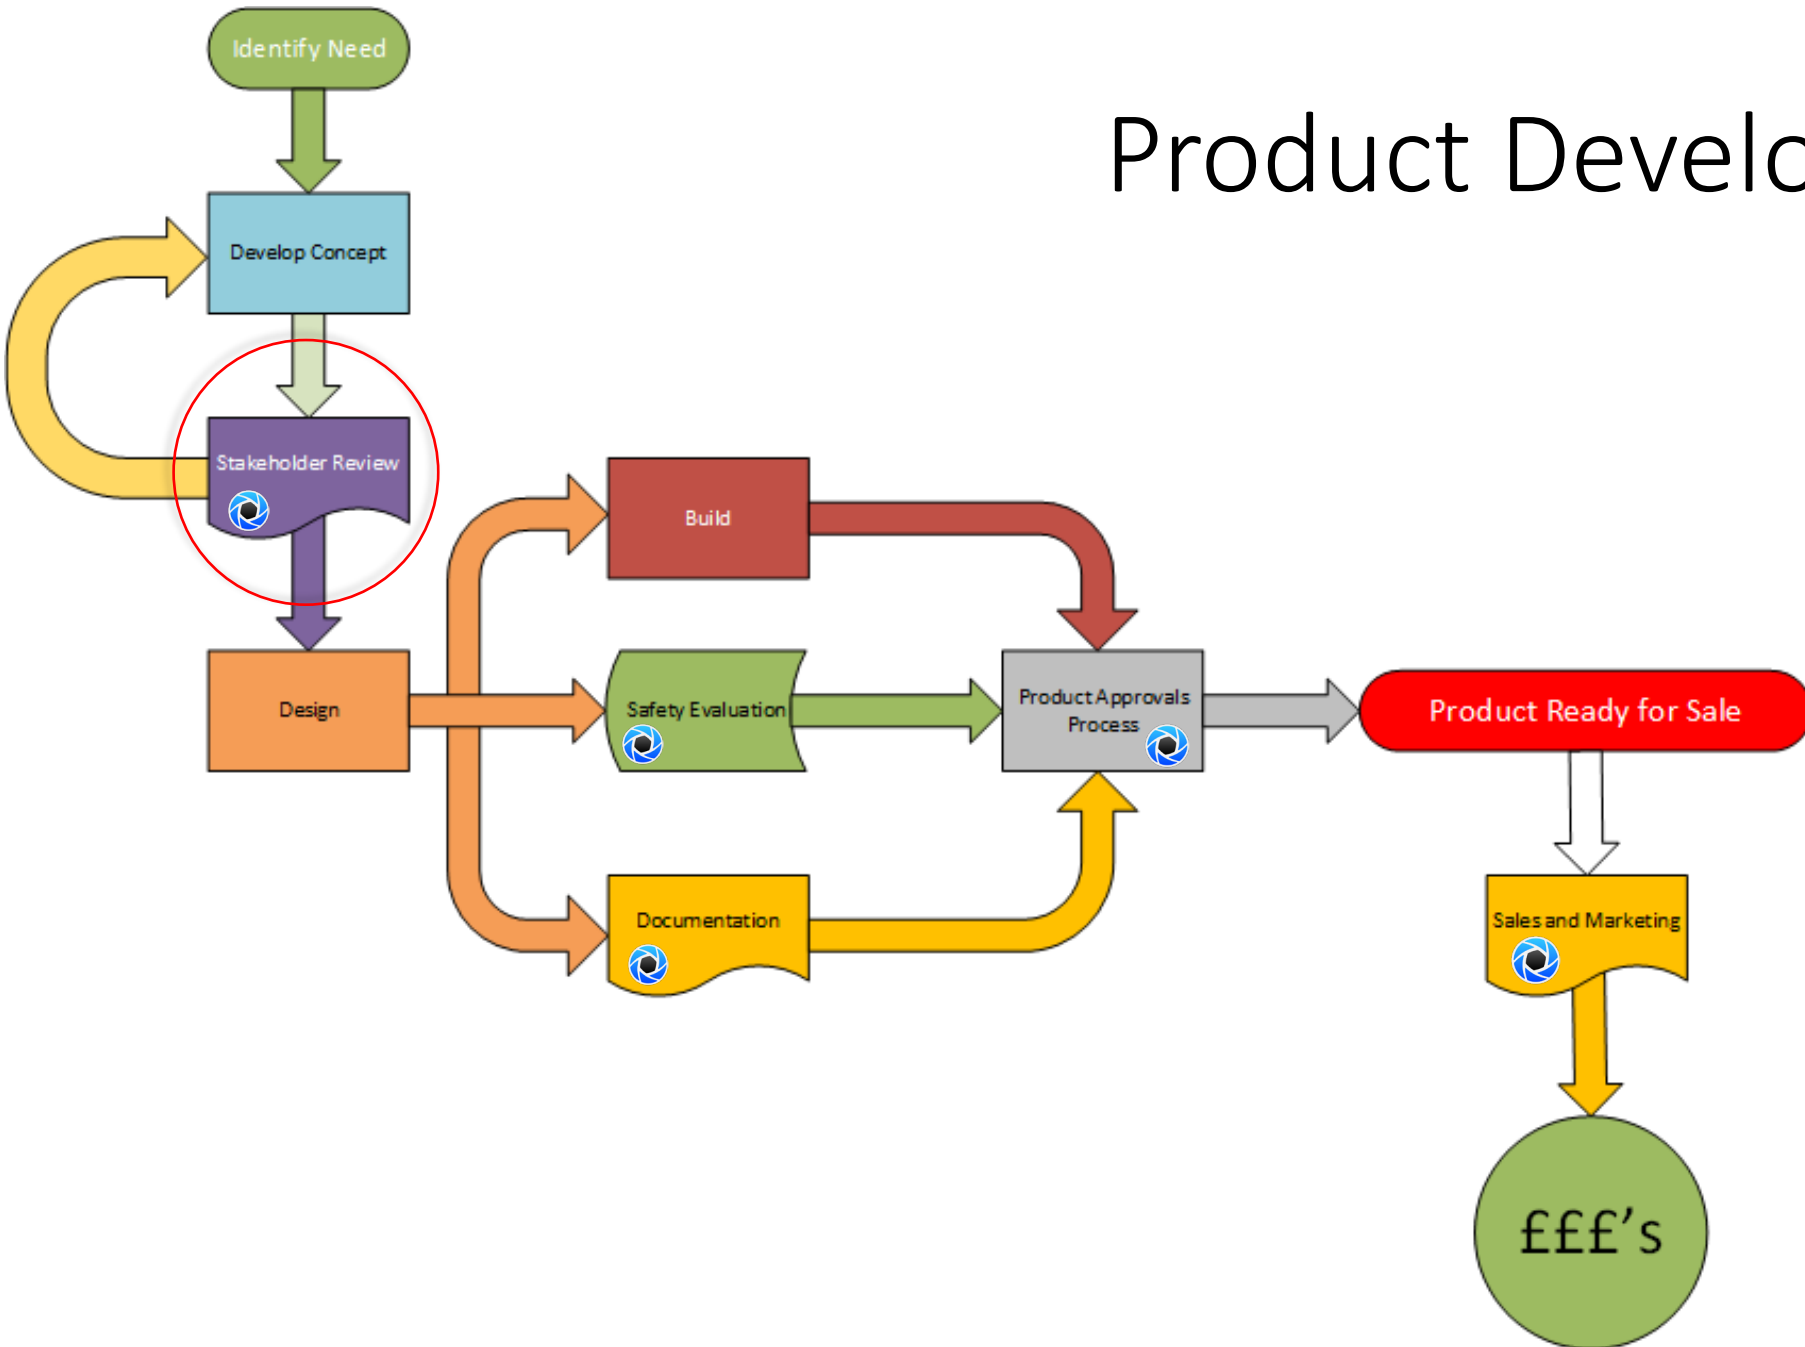 Identify Need
Product Develo
Develop Concept
Stakeholder Review
Build
Design
Safety Evaluation
Product Approvals
Process
Product Ready for Sale
Documentation
Sales and Marketing
£££’s